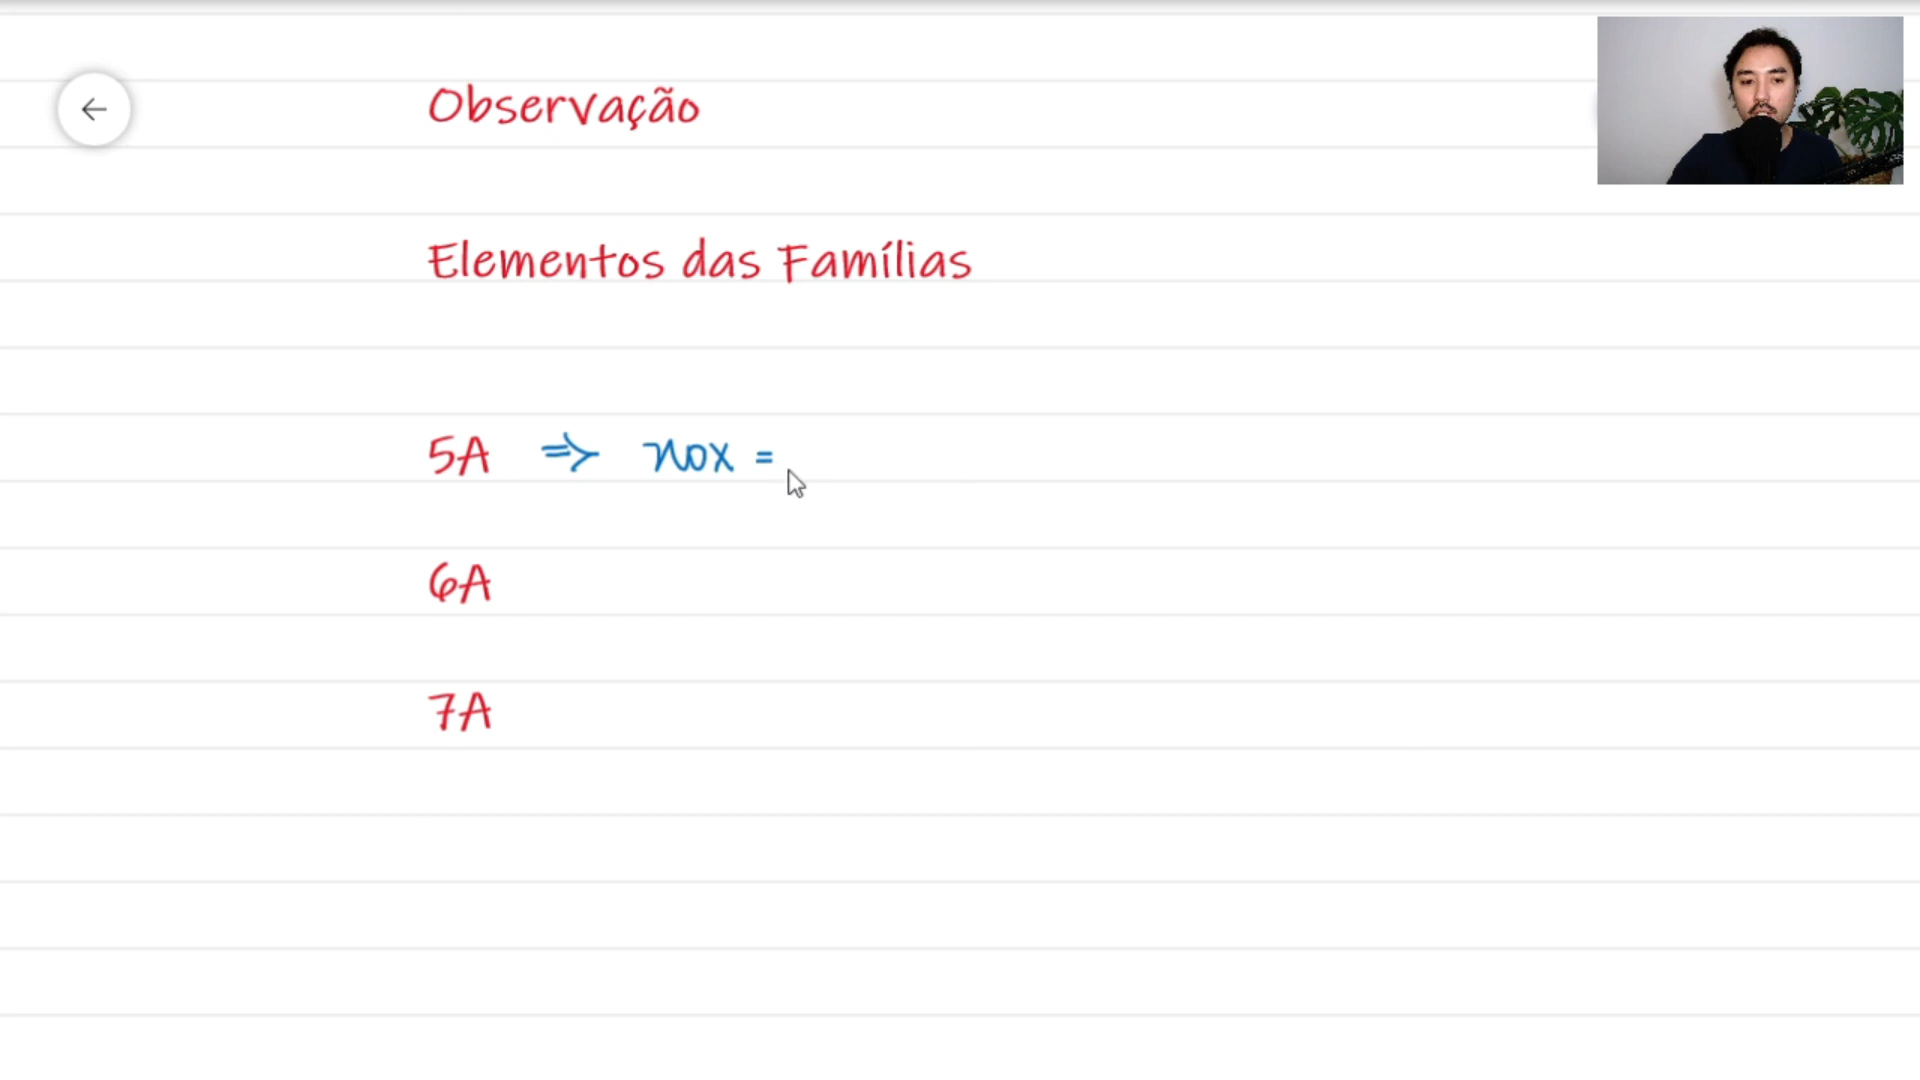 Observação
Elementos das Famílias
5A ⇒ nox =
6A
7A